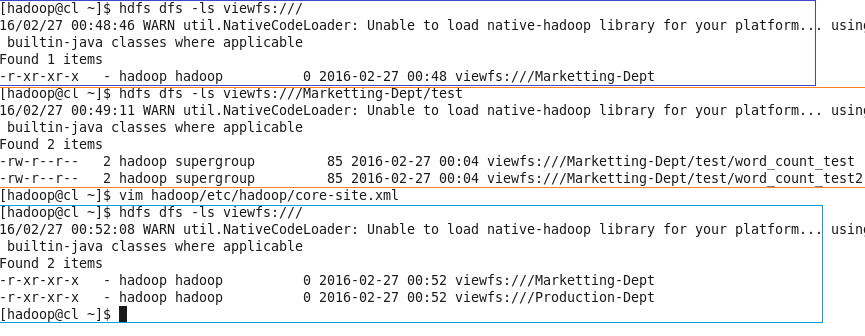 [hadoop@cl ~]$ hdfs dfs -ls viewfs:///
16/02/27 00:48:46 WARN util.NativeCodeLoader: Unable to load native-hadoop library for your platform... using
 builtin-java classes where applicable
Found 1 items
-r-xr-xr-x   - hadoop hadoop          0 2016-02-27 00:48 viewfs:///Marketting-Dept
[hadoop@cl ~]$ hdfs dfs -ls viewfs:///Marketting-Dept/test
16/02/27 00:49:11 WARN util.NativeCodeLoader: Unable to load native-hadoop library for your platform... using
 builtin-java classes where applicable
Found 2 items
-rw-r--r--   2 hadoop supergroup         85 2016-02-27 00:04 viewfs:///Marketting-Dept/test/word_count_test
-rw-r--r--   2 hadoop supergroup         85 2016-02-27 00:04 viewfs:///Marketting-Dept/test/word_count_test2
[hadoop@cl ~]$ vim hadoop/etc/hadoop/core-site.xml
[hadoop@cl ~]$ hdfs dfs -ls viewfs:///
16/02/27 00:52:08 WARN util.NativeCodeLoader: Unable to load native-hadoop library for your platform... using
 builtin-java classes where applicable
Found 2 items
-r-xr-xr-x   - hadoop hadoop          0 2016-02-27 00:52 viewfs:///Marketting-Dept
-r-xr-xr-x   - hadoop hadoop          0 2016-02-27 00:52 viewfs:///Production-Dept
[hadoop@cl ~]$